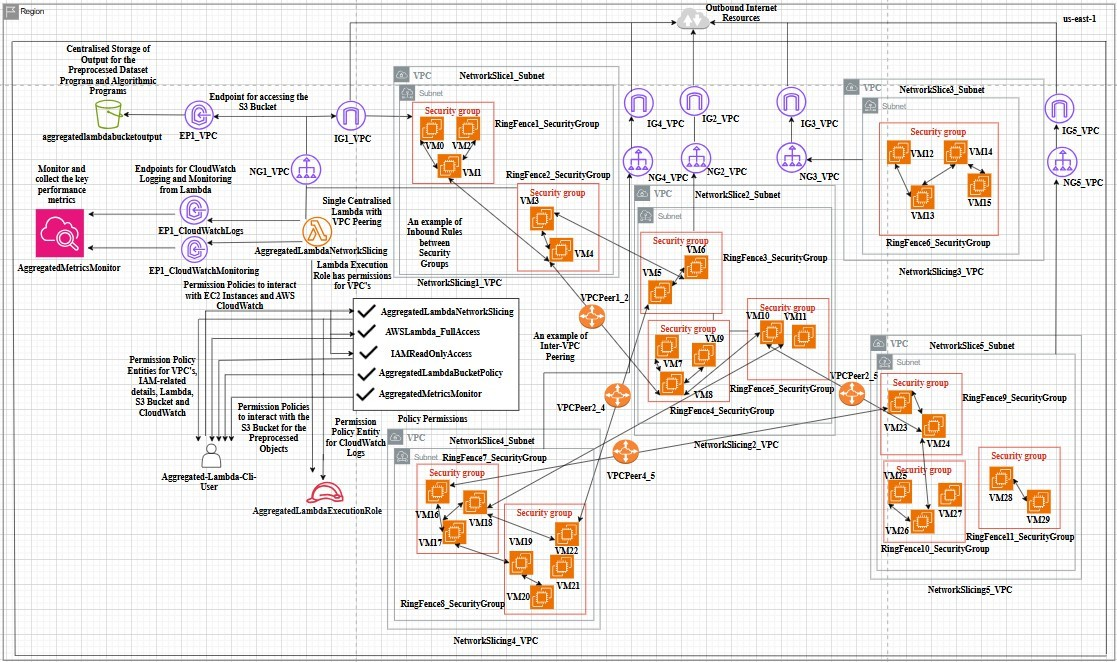 Region
Outbound Internet
Resources
us-east-1
Centralised Storage of
Output for the
Preprocessed Dataset
Program and Algorithmic
Programs
aggregatedlambdabucketoutput
Endpoint for accessing the
S3 Bucket
EP1_VPC
IG1_VPC
NG1_VPC
Monitor and
collect the key
performance
metrics
AggregatedMetricsMonitor
Endpoints for CloudWatch
Logging and Monitoring
from Lambda
EP1_CloudWatchLogs
EP1_CloudWatchMonitoring
Single Centralised
Lambda with
VPC Peering
AggregatedLambdaNetworkSlicing
Lambda Execution
Role has permissions
for VPC's
Permission Policies to interact
with EC2 Instances and AWS
CloudWatch
VPC
NetworkSlice1_Subnet
Subnet
Security group
VM0
VM2
VM1
RingFence1_SecurityGroup
RingFence2_SecurityGroup
Security group
VM3
VM4
An example of
Inbound Rules
between
Security
Groups
NetworkSlicing1_VPC
IG4_VPC
IG2_VPC
IG3_VPC
NG4_VPC
NG2_VPC
NG3_VPC
VPC
NetworkSlice2_Subnet
Subnet
Security group
VM6
VM5
RingFence3_SecurityGroup
VPCPeer1_2
An example of
Inter-VPC
Peering
Security group
VM9
VM7
VM8
RingFence4_SecurityGroup
Security group
VM10
VM11
RingFence5_SecurityGroup
NetworkSlicing2_VPC
VPCPeer2_5
VPCPeer2_4
VPCPeer4_5
VPC
NetworkSlice3_Subnet
Subnet
Security group
VM12
VM14
VM13
VM15
RingFence6_SecurityGroup
NetworkSlicing3_VPC
IG5_VPC
NG5_VPC
AggregatedLambdaNetworkSlicing
AWSLambda_FullAccess
IAMReadOnlyAccess
AggregatedLambdaBucketPolicy
AggregatedMetricsMonitor
Policy Permissions
Permission Policy
Entities for VPC's,
IAM-related
details, Lambda,
S3 Bucket and
CloudWatch
Permission Policies
to interact with the
S3 Bucket for the
Preprocessed
Objects
Permission
Policy Entity
for CloudWatch
Logs
Aggregated-Lambda-Cli-
User
AggregatedLambdaExecutionRole
VPC
NetworkSlice4_Subnet
Subnet
RingFence7_SecurityGroup
Security group
VM16
VM18
VM17
Security group
VM19
VM22
VM21
VM20
RingFence8_SecurityGroup
NetworkSlicing4_VPC
VPC
NetworkSlice5_Subnet
Subnet
Security group
VM23
VM24
RingFence9_SecurityGroup
Security group
VM25
VM27
VM26
RingFence10_SecurityGroup
Security group
VM28
VM29
RingFence11_SecurityGroup
NetworkSlicing5_VPC